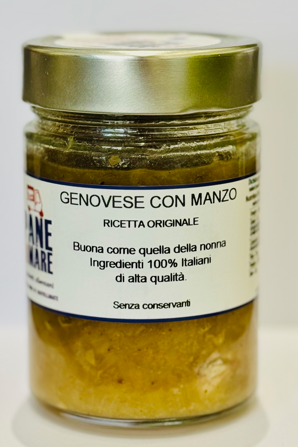 GENOVESE CON MANZO
RICETTA ORIGINALE
Buona come quella della nonna
Ingredienti 100% Italiani
di alta qualità.
Senza conservanti
PANE
MARE